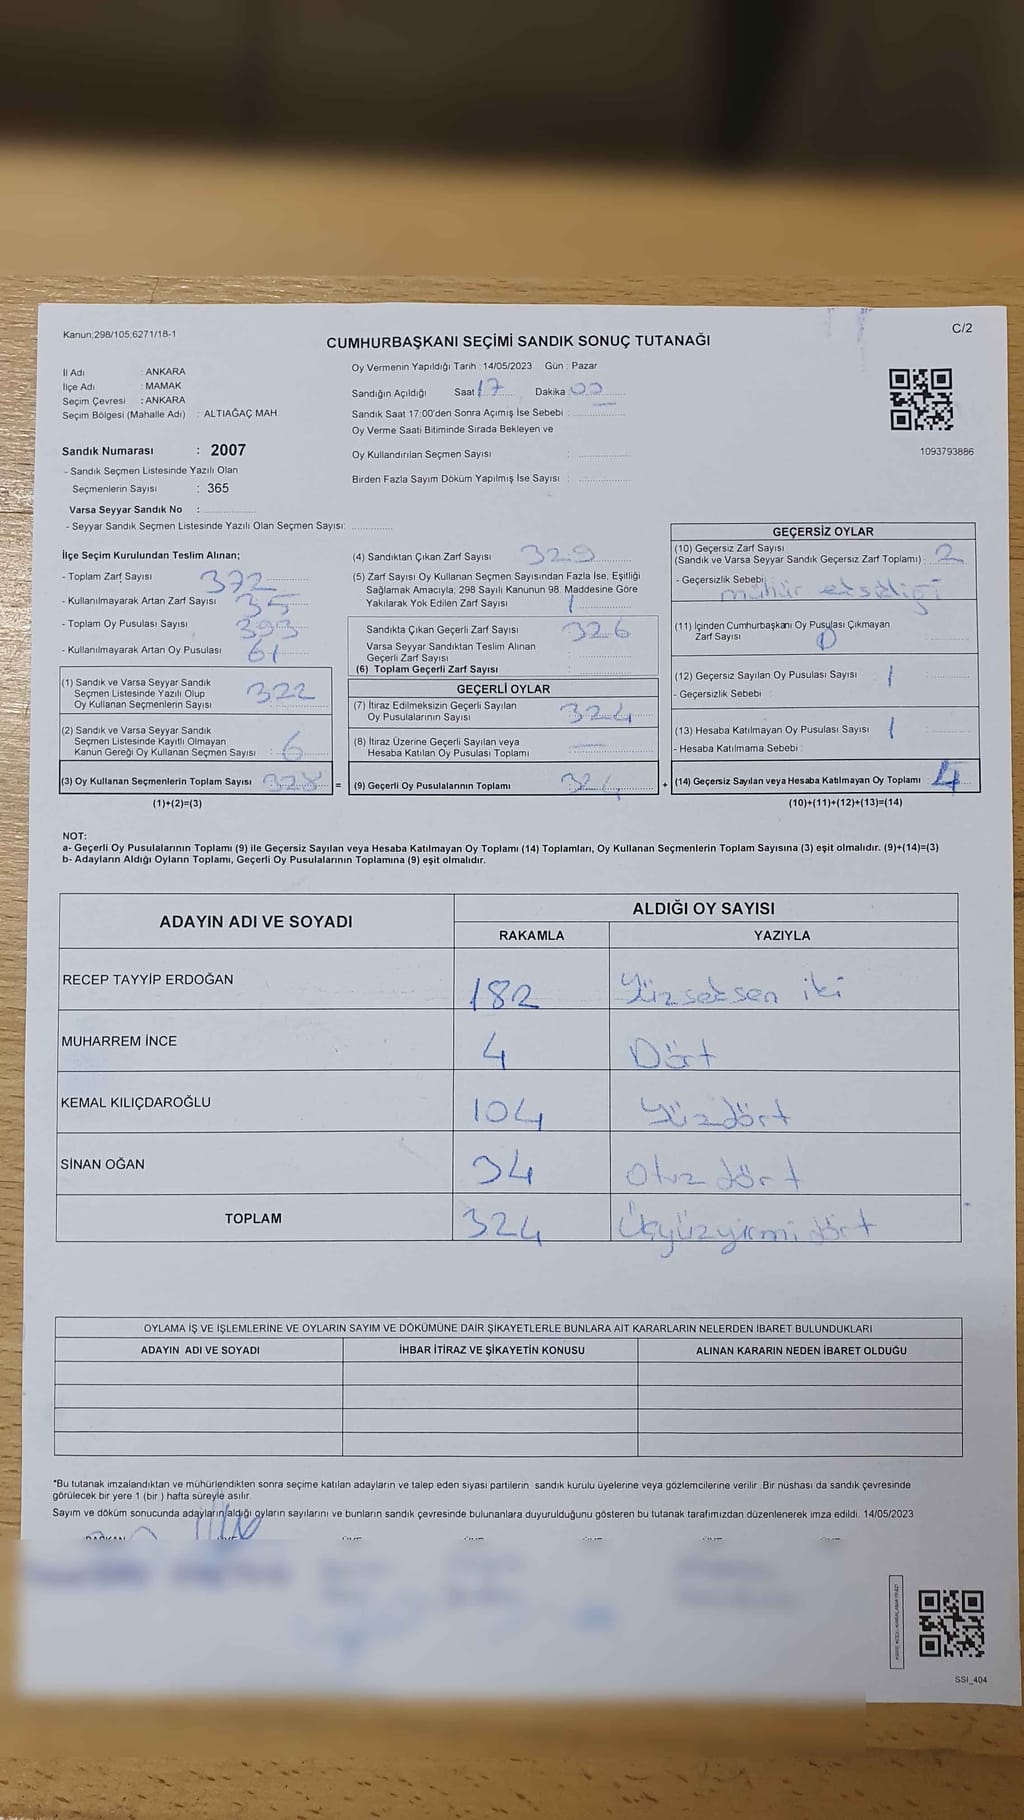 Kanun:298/105;6271/18-1
C/2
CUMHURBAŞKANI SEÇİMİ SANDIK SONUÇ TUTANAĞI
İl Adı : ANKARA
İlçe Adı : MAMAK
Seçim Çevresi : ANKARA
Seçim Bölgesi (Mahalle Adı) : ALTIAĞAÇ MAH.
Sandık Numarası : 2007
- Sandık Seçmen Listesinde Yazılı Olan
Seçmenlerin Sayısı : 365
Varsa Seyyar Sandık No :
- Seyyar Sandık Seçmen Listesinde Yazılı Olan Seçmen Sayısı:
Oy Vermenin Yapıldığı Tarih : 14/05/2023 Gün : Pazar
Sandığın Açıldığı Saat 17 Dakika 00
Sandık Saat 17:00'den Sonra Açımış İse Sebebi :
Oy Verme Saati Bitiminde Sırada Bekleyen ve
Oy Kullandırılan Seçmen Sayısı :
Birden Fazla Sayım Döküm Yapılmış İse Sayısı :
1093793886
İlçe Seçim Kurulundan Teslim Alınan;
- Toplam Zarf Sayısı 372
- Kullanılmayarak Artan Zarf Sayısı 35
- Toplam Oy Pusulası Sayısı 393
- Kullanılmayarak Artan Oy Pusulası 61
(1) Sandık ve Varsa Seyyar Sandık
Seçmen Listesinde Yazılı Olup
Oy Kullanan Seçmenlerin Sayısı 322
(2) Sandık ve Varsa Seyyar Sandık
Seçmen Listesinde Kayıtlı Olmayan
Kanun Gereği Oy Kullanan Seçmen Sayısı : 6
(3) Oy Kullanan Seçmenlerin Toplam Sayısı 328 =
(1)+(2)=(3)
(4) Sandıktan Çıkan Zarf Sayısı 329
(5) Zarf Sayısı Oy Kullanan Seçmen Sayısından Fazla İse, Eşitliği
Sağlamak Amacıyla; 298 Sayılı Kanunun 98. Maddesine Göre
Yakılarak Yok Edilen Zarf Sayısı 1
Sandıkta Çıkan Geçerli Zarf Sayısı 326
Varsa Seyyar Sandıktan Teslim Alınan
Geçerli Zarf Sayısı
(6) Toplam Geçerli Zarf Sayısı
GEÇERLİ OYLAR
(7) İtiraz Edilmeksizin Geçerli Sayılan
Oy Pusulalarının Sayısı 324
(8) İtiraz Üzerine Geçerli Sayılan veya
Hesaba Katılan Oy Pusulası Toplamı : —
(9) Geçerli Oy Pusulalarının Toplamı 324 +
GEÇERSİZ OYLAR
(10) Geçersiz Zarf Sayısı
(Sandık ve Varsa Seyyar Sandık Geçersiz Zarf Toplamı) : 2
- Geçersizlik Sebebi: mühür eksikliği
(11) İçinden Cumhurbaşkanı Oy Pusulası Çıkmayan
Zarf Sayısı 0
(12) Geçersiz Sayılan Oy Pusulası Sayısı : 1
- Geçersizlik Sebebi :
(13) Hesaba Katılmayan Oy Pusulası Sayısı : 1
- Hesaba Katılmama Sebebi :
(14) Geçersiz Sayılan veya Hesaba Katılmayan Oy Toplamı 4
(10)+(11)+(12)+(13)=(14)
NOT:
a- Geçerli Oy Pusulalarının Toplamı (9) ile Geçersiz Sayılan veya Hesaba Katılmayan Oy Toplamı (14) Toplamları, Oy Kullanan Seçmenlerin Toplam Sayısına (3) eşit olmalıdır. (9)+(14)=(3)
b- Adayların Aldığı Oyların Toplamı, Geçerli Oy Pusulalarının Toplamına (9) eşit olmalıdır.
ADAYIN ADI VE SOYADI
ALDIĞI OY SAYISI
RAKAMLA YAZIYLA
RECEP TAYYİP ERDOĞAN 182 Yüzseksen iki
MUHARREM İNCE 4 Dört
KEMAL KILIÇDAROĞLU 104 Yüzdört
SİNAN OĞAN 34 Otuz dört
TOPLAM 324 Üçyüzyirmi dört
OYLAMA İŞ VE İŞLEMLERİNE VE OYLARIN SAYIM VE DÖKÜMÜNE DAİR ŞİKAYETLERLE BUNLARA AİT KARARLARIN NELERDEN İBARET BULUNDUKLARI
ADAYIN ADI VE SOYADI İHBAR İTİRAZ VE ŞİKAYETİN KONUSU ALINAN KARARIN NEDEN İBARET OLDUĞU
*Bu tutanak imzalandıktan ve mühürlendikten sonra seçime katılan adayların ve talep eden siyasi partilerin sandık kurulu üyelerine veya gözlemcilerine verilir. Bir nüshası da sandık çevresinde
görülecek bir yere 1 (bir ) hafta süreyle asılır.
Sayım ve döküm sonucunda adayların aldığı oyların sayılarını ve bunların sandık çevresinde bulunanlara duyurulduğunu gösteren bu tutanak tarafımızdan düzenlenerek imza edildi. 14/05/2023
SSI_404